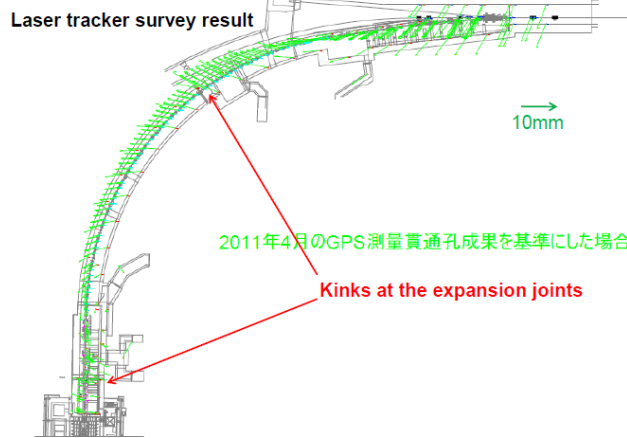 Laser tracker survey result
10mm
2011年4月のGPS測量貫通孔成果を基準にした場合
Kinks at the expansion joints